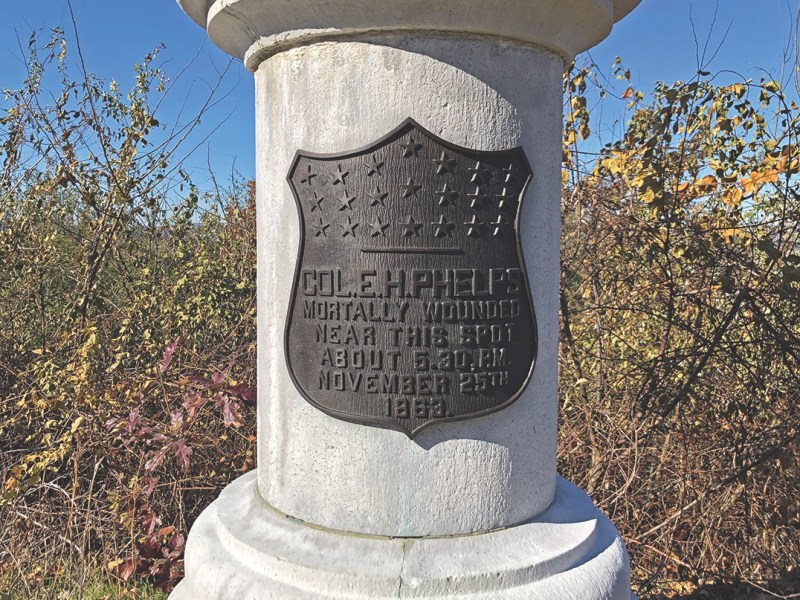 COL. E. H. PHELPS
MORTALLY WOUNDED
NEAR THIS SPOT
ABOUT 5.30, P.M.
NOVEMBER 25TH
1863.